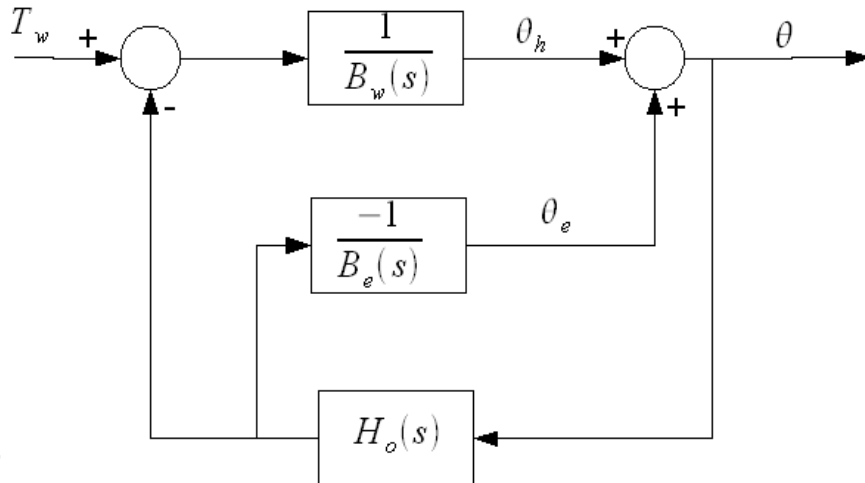 T_w + 1/B_w(s) θ_h + θ
- +
-1/B_e(s) θ_e
H_o(s)